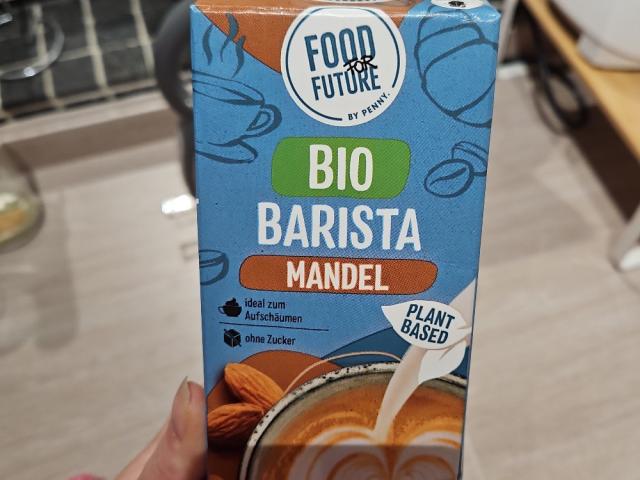 FOOD
FOR
FUTURE
BY PENNY.
BIO
BARISTA
MANDEL
ideal zum
Aufschäumen
ohne Zucker
PLANT
BASED